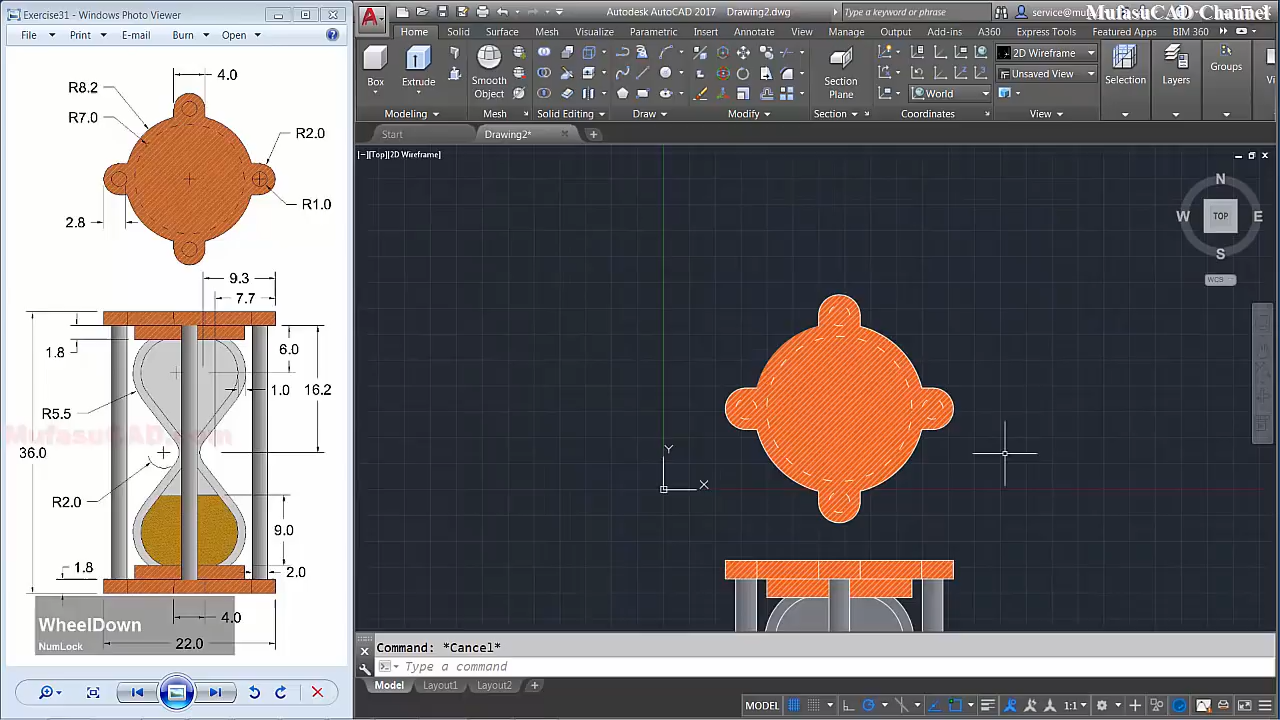 Exercise31 - Windows Photo Viewer
File Print E-mail Burn Open
4.0
R8.2
R7.0
R2.0
R1.0
2.8
9.3
7.7
1.8
6.0
1.0
16.2
R5.5
MufasuCAD.com
36.0
R2.0
9.0
1.8
2.0
4.0
22.0
WheelDown
NumLock
Autodesk AutoCAD 2017 Drawing2.dwg
Type a keyword or phrase
MufasuCAD Channel
Home Solid Surface Mesh Visualize Parametric Insert Annotate View Manage Output Add-ins A360 Express Tools Featured Apps BIM 360
Box
Extrude
Smooth
Object
Section
Plane
2D Wireframe
Unsaved View
World
Selection
Layers
Groups
Modeling Mesh Solid Editing Draw Modify Section Coordinates View
Start Drawing2*
[–][Top][2D Wireframe]
N
W TOP E
S
WCS
Y
X
Command: *Cancel*
Type a command
Model Layout1 Layout2
MODEL 1:1